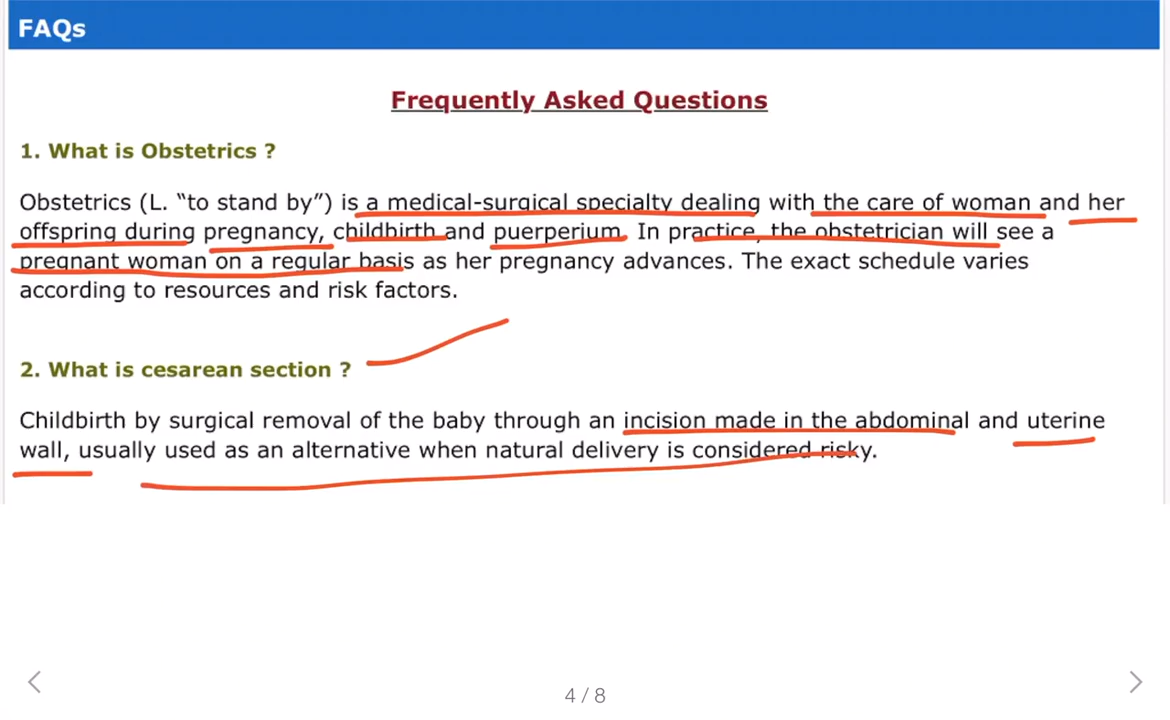 FAQs
Frequently Asked Questions
1. What is Obstetrics ?
Obstetrics (L. “to stand by”) is a medical-surgical specialty dealing with the care of woman and her
offspring during pregnancy, childbirth and puerperium. In practice, the obstetrician will see a
pregnant woman on a regular basis as her pregnancy advances. The exact schedule varies
according to resources and risk factors.
2. What is cesarean section ?
Childbirth by surgical removal of the baby through an incision made in the abdominal and uterine
wall, usually used as an alternative when natural delivery is considered risky.
4 / 8